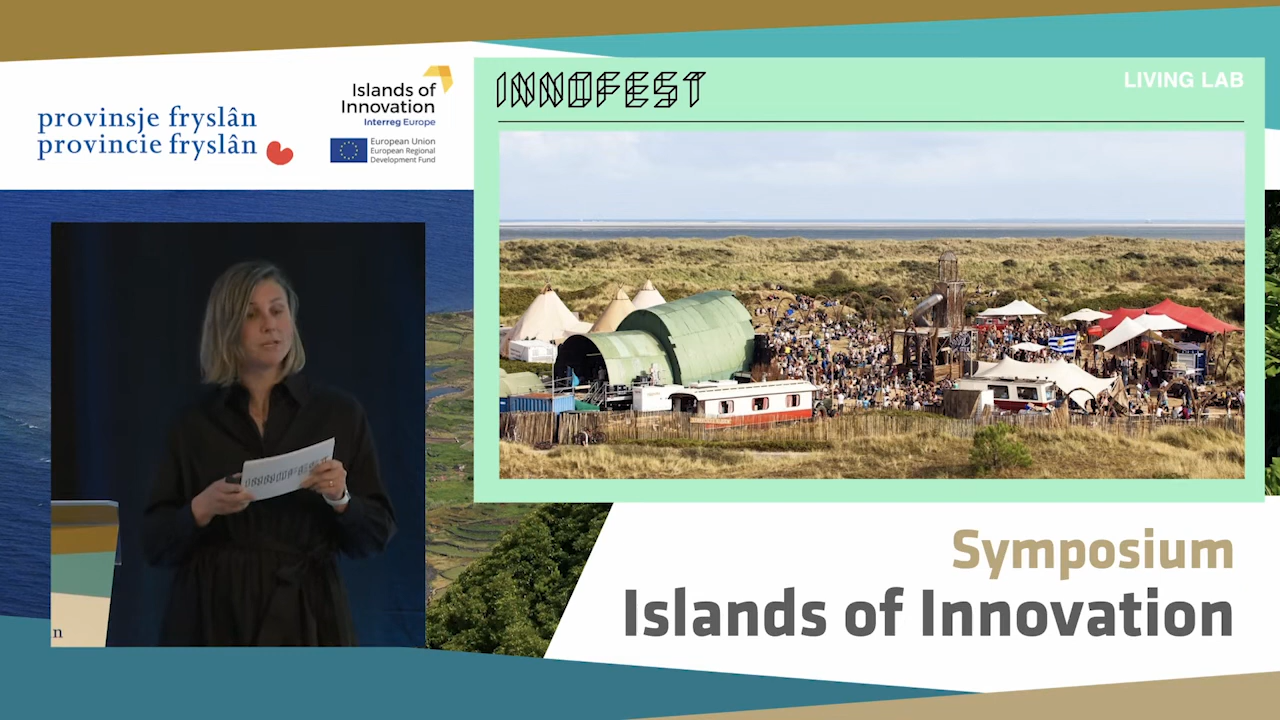 provinsje fryslân
provincie fryslân
Islands of
Innovation
Interreg Europe
European Union
European Regional
Development Fund
INNOFEST
LIVING LAB
INNOFEST
n
Symposium
Islands of Innovation